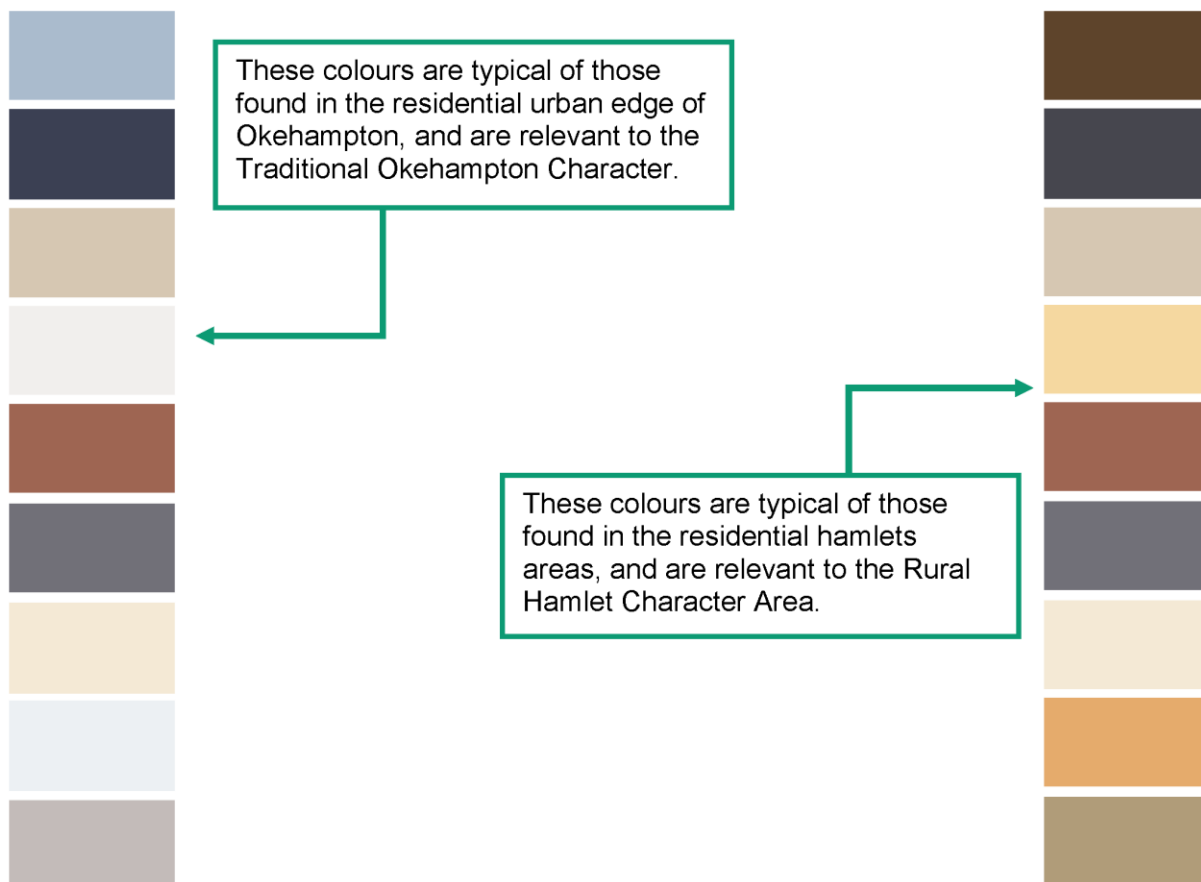 These colours are typical of those
found in the residential urban edge of
Okehampton, and are relevant to the
Traditional Okehampton Character.
These colours are typical of those
found in the residential hamlets
areas, and are relevant to the Rural
Hamlet Character Area.